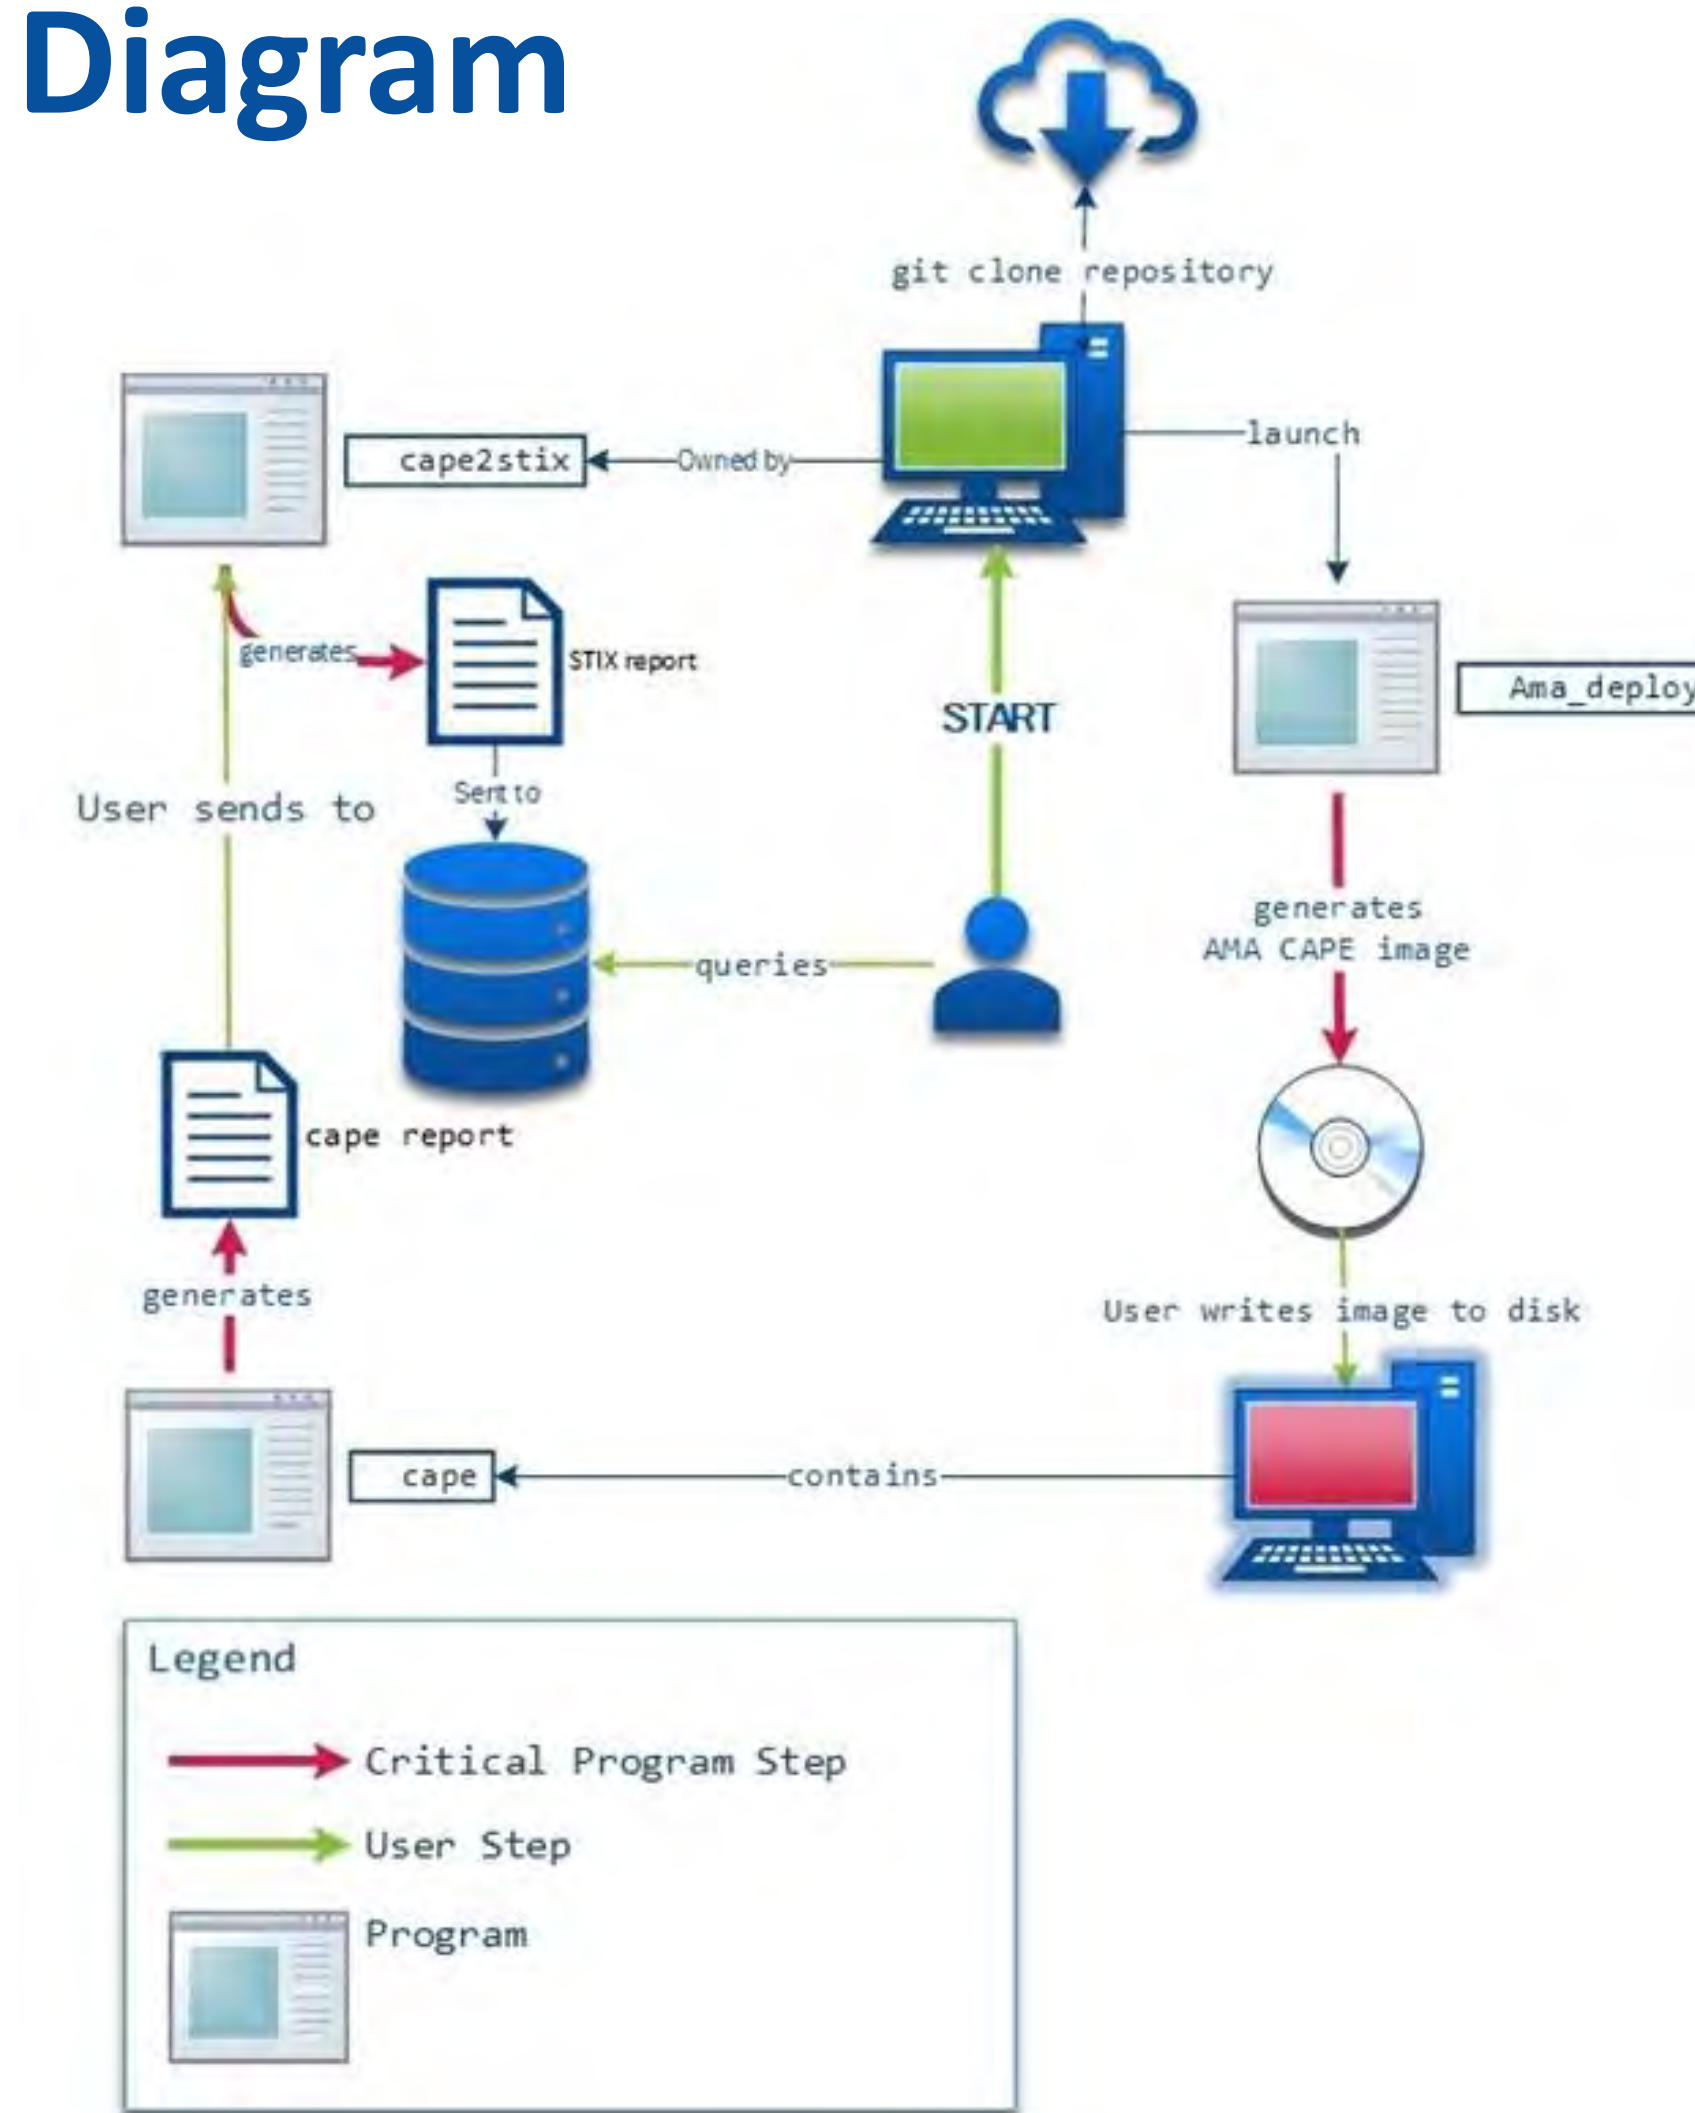 Diagram
git clone repository
launch
cape2stix
Owned by
generates
STIX report
Ama_deploy
START
Sent to
User sends to
generates
AMA CAPE image
queries
cape report
generates
User writes image to disk
cape
contains
Legend
Critical Program Step
User Step
Program